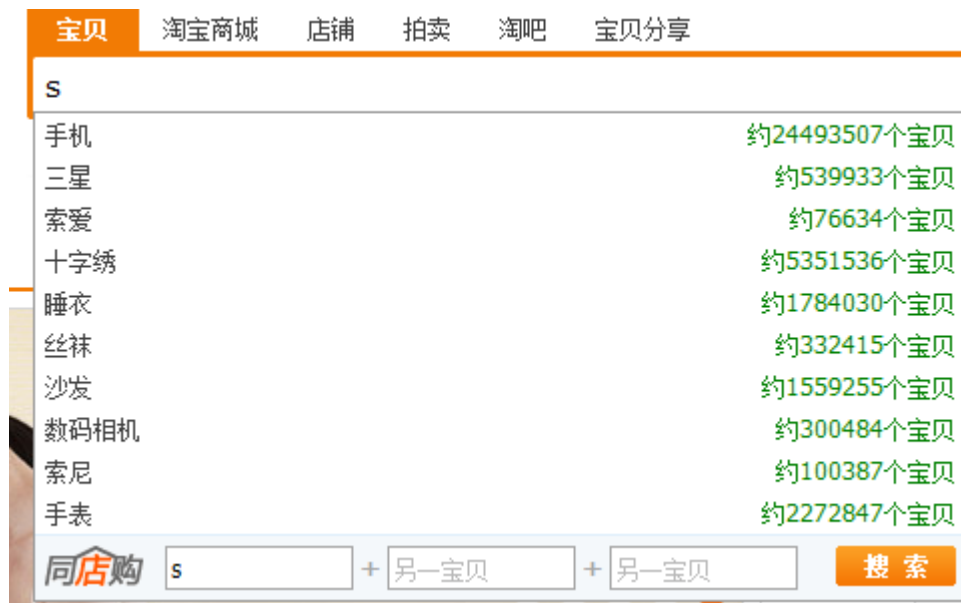 宝贝 淘宝商城 店铺 拍卖 淘吧 宝贝分享
s
手机 约24493507个宝贝
三星 约539933个宝贝
索爱 约76634个宝贝
十字绣 约5351536个宝贝
睡衣 约1784030个宝贝
丝袜 约332415个宝贝
沙发 约1559255个宝贝
数码相机 约300484个宝贝
索尼 约100387个宝贝
手表 约2272847个宝贝
同店购 s + 另一宝贝 + 另一宝贝 搜 索